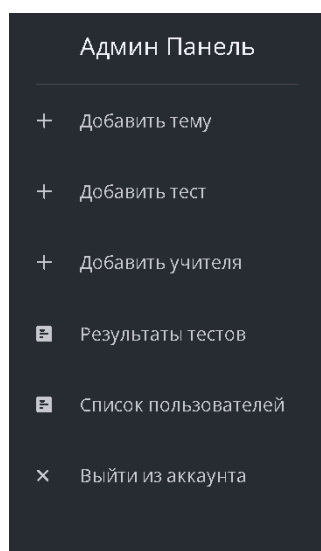 Админ Панель
Добавить тему
Добавить тест
Добавить учителя
Результаты тестов
Список пользователей
Выйти из аккаунта